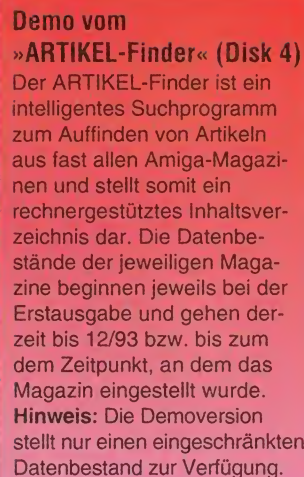 Demo vom
»ARTIKEL-Finder« (Disk 4)
Der ARTIKEL-Finder ist ein
intelligentes Suchprogramm
zum Auffinden von Artikeln
aus fast allen Amiga-Magazi-
nen und stellt somit ein
rechnergestütztes Inhaltsver-
zeichnis dar. Die Datenbe-
stände der jeweiligen Maga-
zine beginnen jeweils bei der
Erstausgabe und gehen der-
zeit bis 12/93 bzw. bis zum
dem Zeitpunkt, an dem das
Magazin eingestellt wurde.
Hinweis: Die Demoversion
stellt nur einen eingeschränkten
Datenbestand zur Verfügung.